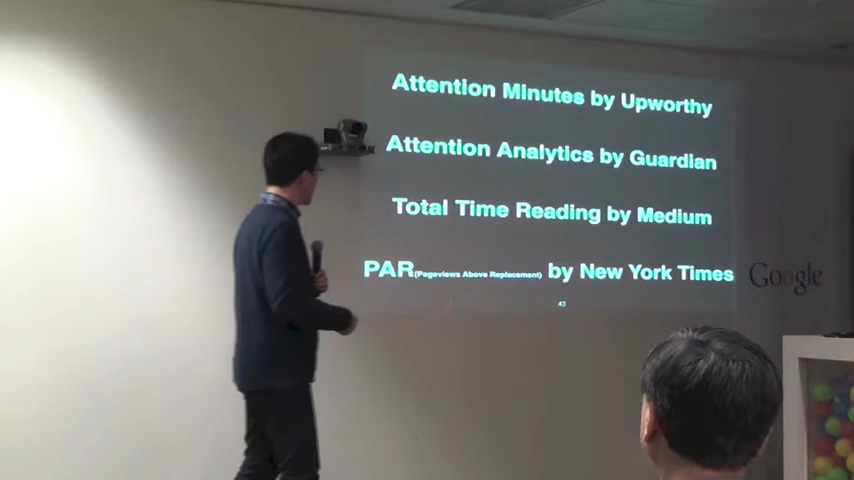 Attention Minutes by Upworthy
Attention Analytics by Guardian
Total Time Reading by Medium
PAR(Pageviews Above Replacement) by New York Times
43
Google